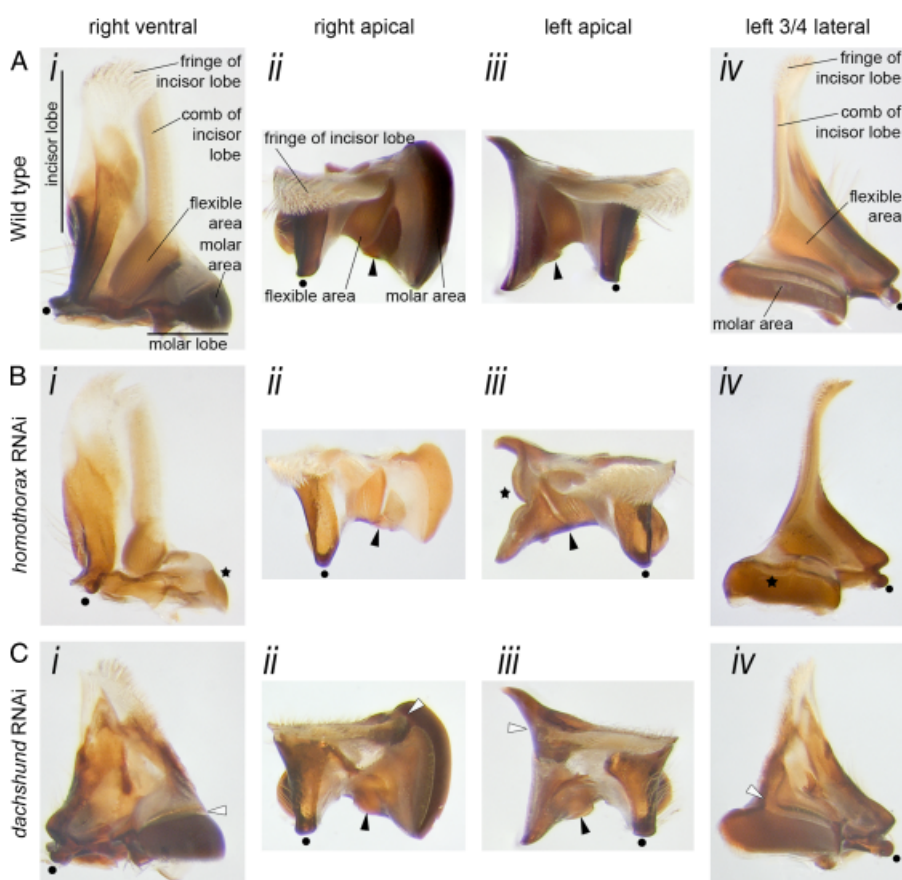 right ventral
right apical
left apical
left 3/4 lateral
A
Wild type
i
fringe of
incisor lobe
comb of
incisor
lobe
flexible
area
molar
area
incisor lobe
molar lobe
ii
fringe of incisor lobe
flexible area
molar area
iii
iv
fringe of
incisor lobe
comb of
incisor lobe
flexible
area
molar area
B
homothorax RNAi
i
ii
iii
iv
C
dachshund RNAi
i
ii
iii
iv